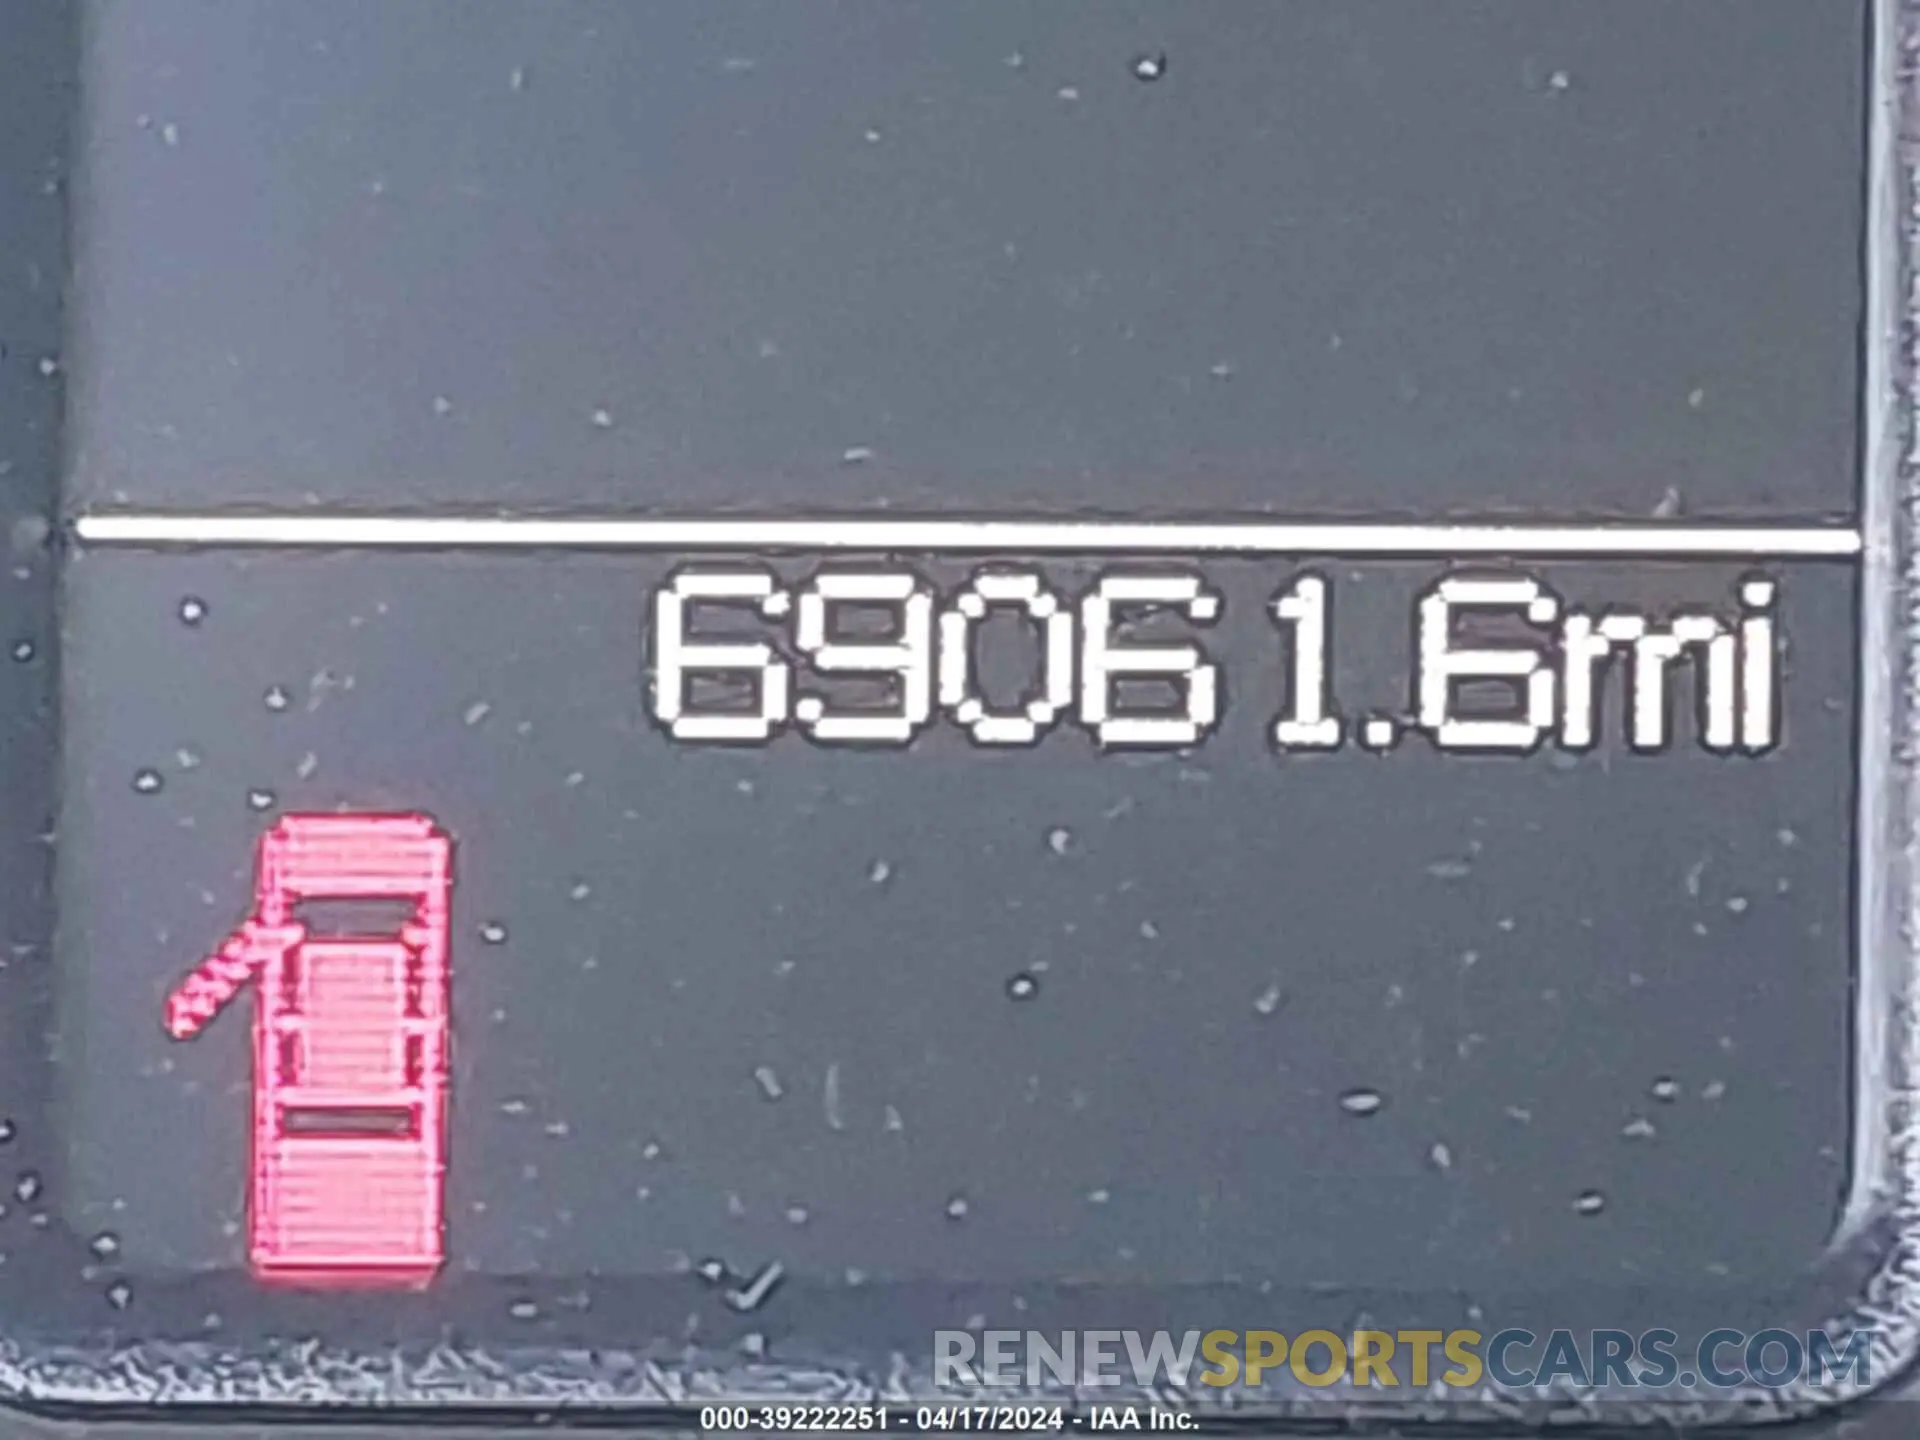 69061.6mi
RENEWSPORTSCARS.COM
000-39222251 - 04/17/2024 - IAA Inc.